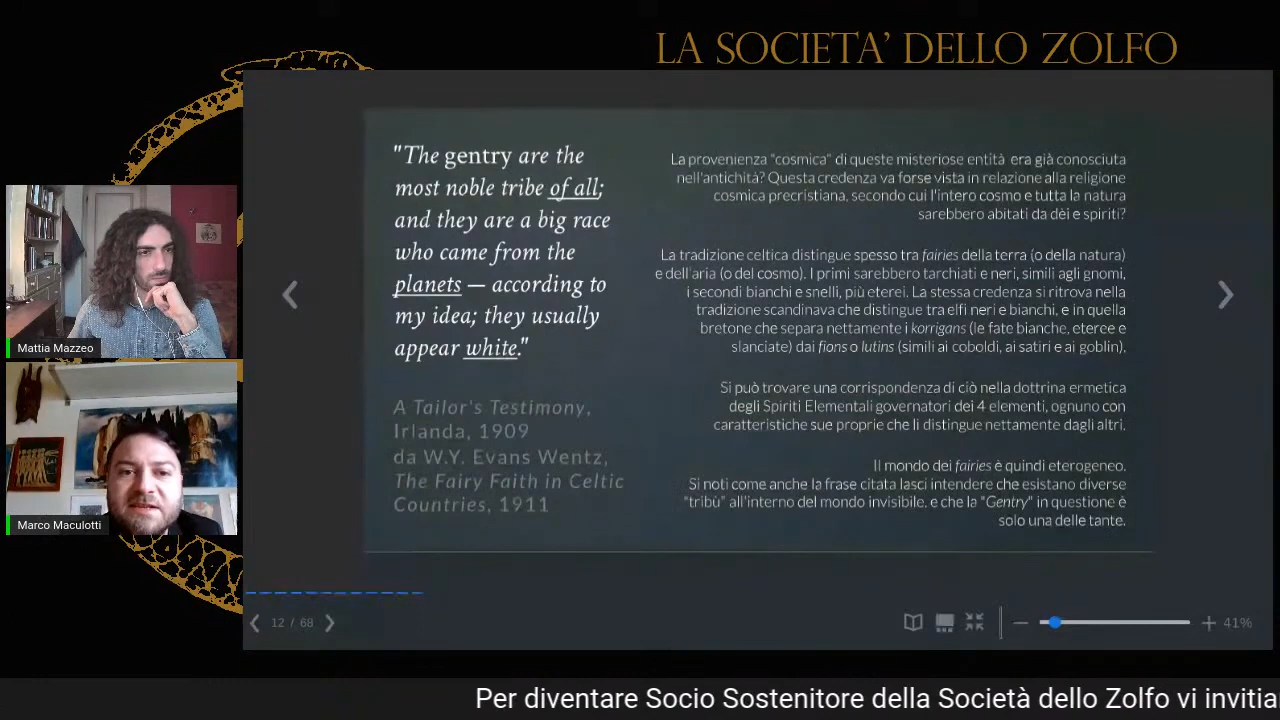 LA SOCIETA' DELLO ZOLFO
"The gentry are the
most noble tribe of all;
and they are a big race
who came from the
planets — according to
my idea; they usually
appear white."
A Tailor's Testimony,
Irlanda, 1909
da W.Y. Evans Wentz,
The Fairy Faith in Celtic
Countries, 1911
La provenienza "cosmica" di queste misteriose entità era già conosciuta
nell'antichità? Questa credenza va forse vista in relazione alla religione
cosmica precristiana, secondo cui l'intero cosmo e tutta la natura
sarebbero abitati da dèi e spiriti?
La tradizione celtica distingue spesso tra fairies della terra (o della natura)
e dell'aria (o del cosmo). I primi sarebbero tarchiati e neri, simili agli gnomi,
i secondi bianchi e snelli, più eterei. La stessa credenza si ritrova nella
tradizione scandinava che distingue tra elfi neri e bianchi, e in quella
bretone che separa nettamente i korrigans (le fate bianche, eteree e
slanciate) dai fions o lutins (simili ai coboldi, ai satiri e ai goblin).
Si può trovare una corrispondenza di ciò nella dottrina ermetica
degli Spiriti Elementali governatori dei 4 elementi, ognuno con
caratteristiche sue proprie che li distingue nettamente dagli altri.
Il mondo dei fairies è quindi eterogeneo.
Si noti come anche la frase citata lasci intendere che esistano diverse
"tribù" all'interno del mondo invisibile, e che la "Gentry" in questione è
solo una delle tante.
Mattia Mazzeo
Marco Maculotti
12 / 68
41%
Per diventare Socio Sostenitore della Società dello Zolfo vi invitia